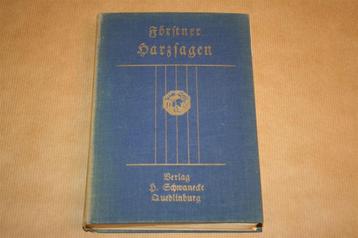 Förstner
Harzsagen
Verlag
H. Schwanecke
Quedlinburg